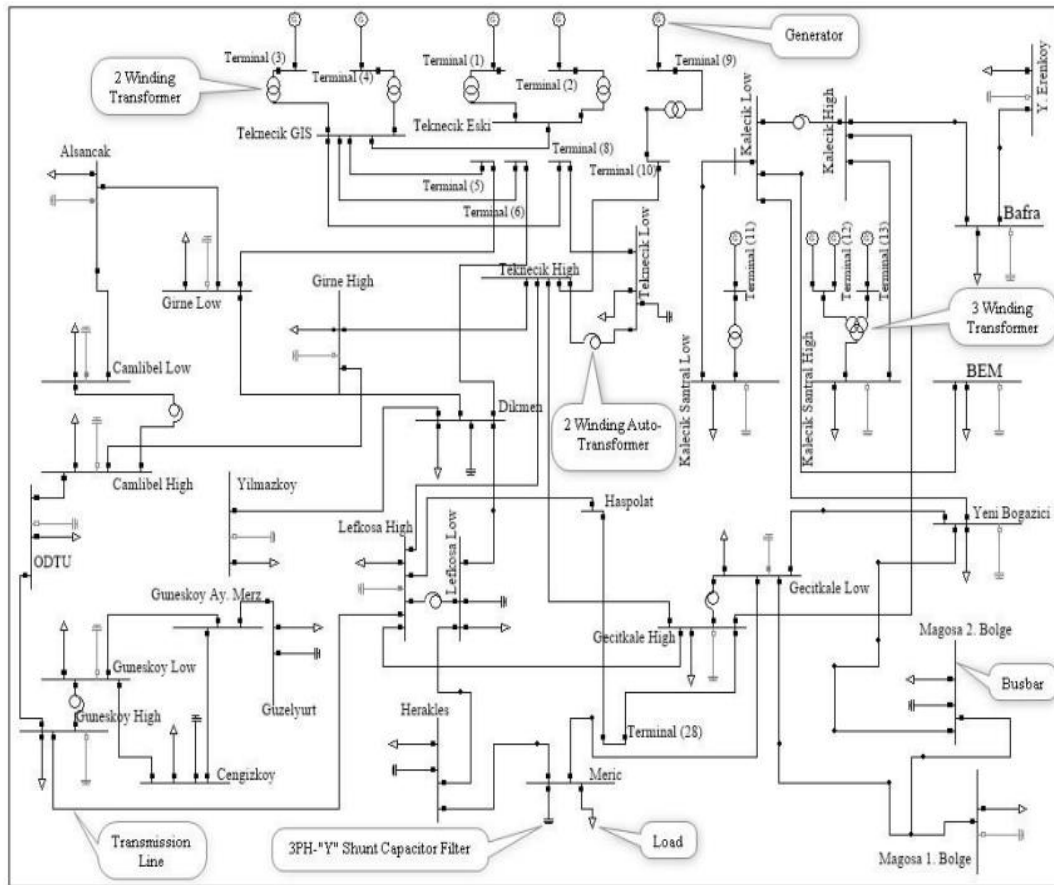 Generator
Terminal (3)
Terminal (4)
Terminal (1)
Terminal (2)
Terminal (9)
2 Winding
Transformer
Teknecik GIS
Teknecik Eski
Terminal (8)
Terminal (5)
Terminal (6)
Terminal (10)
Kalecik Low
Kalecik High
Y. Erenkoy
Bafra
Alsancak
Girne Low
Girne High
Teknecik High
Teknecik Low
Terminal (11)
Terminal (12)
Terminal (13)
3 Winding
Transformer
Camlibel Low
Kalecik Santral Low
Kalecik Santral High
BEM
Dikmen
2 Winding Auto-
Transformer
Camlibel High
Yilmazkoy
Lefkosa High
Lefkosa Low
Haspolat
Yeni Bogazici
ODTU
Guneskoy Ay. Merz
Gecitkale Low
Gecitkale High
Magosa 2. Bolge
Guneskoy Low
Guneskoy High
Guzelyurt
Busbar
Herakles
Terminal (28)
Cengizkoy
Meric
Transmission
Line
3PH-"Y" Shunt Capacitor Filter
Load
Magosa 1. Bolge
G
G
G
G
G
G
G
G
G